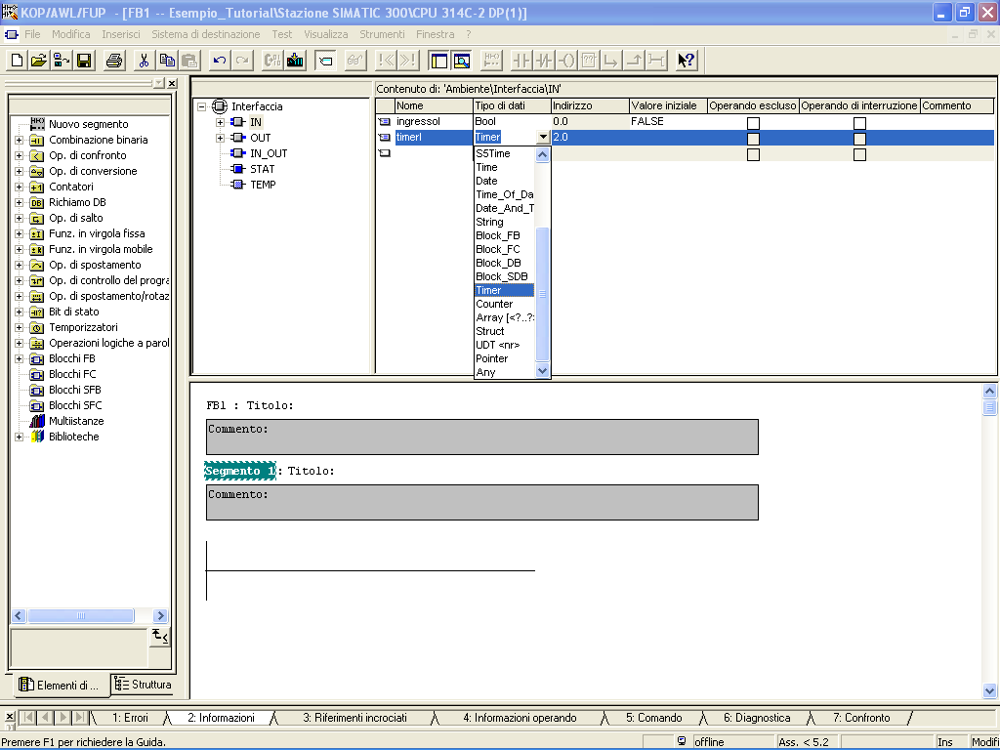 KOP/AWL/FUP - [FB1 -- Esempio_Tutorial\Stazione SIMATIC 300\CPU 314C-2 DP(1)]
File Modifica Inserisci Sistema di destinazione Test Visualizza Strumenti Finestra ?
Nuovo segmento
Combinazione binaria
Op. di confronto
Op. di conversione
Contatori
Richiamo DB
Op. di salto
Funz. in virgola fissa
Funz. in virgola mobile
Op. di spostamento
Op. di controllo del progra
Op. di spostamento/rotaz
Bit di stato
Temporizzatori
Operazioni logiche a parol
Blocchi FB
Blocchi FC
Blocchi SFB
Blocchi SFC
Multiistanze
Biblioteche
Elementi di ... Struttura
Interfaccia
IN
OUT
IN_OUT
STAT
TEMP
Contenuto di: 'Ambiente\Interfaccia\IN'
Nome Tipo di dati Indirizzo Valore iniziale Operando escluso Operando di interruzione Commento
ingressoI Bool 0.0 FALSE
timerI Timer 2.0
S5Time
Time
Date
Time_Of_Da
Date_And_T
String
Block_FB
Block_FC
Block_DB
Block_SDB
Timer
Counter
Array [<?..?:
Struct
UDT <nr>
Pointer
Any
FB1 : Titolo:
Commento:
Segmento 1: Titolo:
Commento:
1: Errori 2: Informazioni 3: Riferimenti incrociati 4: Informazioni operando 5: Comando 6: Diagnostica 7: Confronto
Premere F1 per richiedere la Guida. offline Ass. < 5.2 Ins Modifi